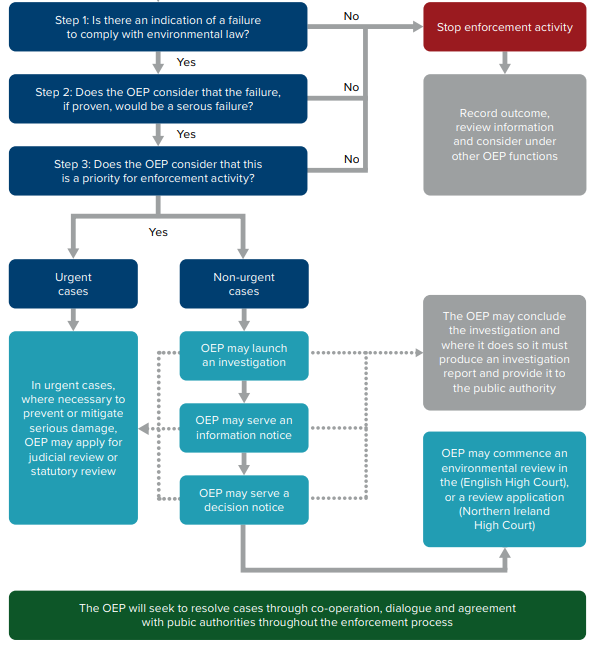 Step 1: Is there an indication of a failure
to comply with environmental law?
No
Stop enforcement activity
Yes
Step 2: Does the OEP consider that the failure,
if proven, would be a serous failure?
No
Record outcome,
review information
and consider under
other OEP functions
Yes
Step 3: Does the OEP consider that this
is a priority for enforcement activity?
No
Yes
Urgent
cases
Non-urgent
cases
In urgent cases,
where necessary to
prevent or mitigate
serious damage,
OEP may apply for
judicial review or
statutory review
OEP may launch
an investigation
OEP may serve an
information notice
OEP may serve a
decision notice
The OEP may conclude
the investigation and
where it does so it must
produce an investigation
report and provide it to
the public authority
OEP may commence an
environmental review in
the (English High Court),
or a review application
(Northern Ireland
High Court)
The OEP will seek to resolve cases through co-operation, dialogue and agreement
with pubic authorities throughout the enforcement process